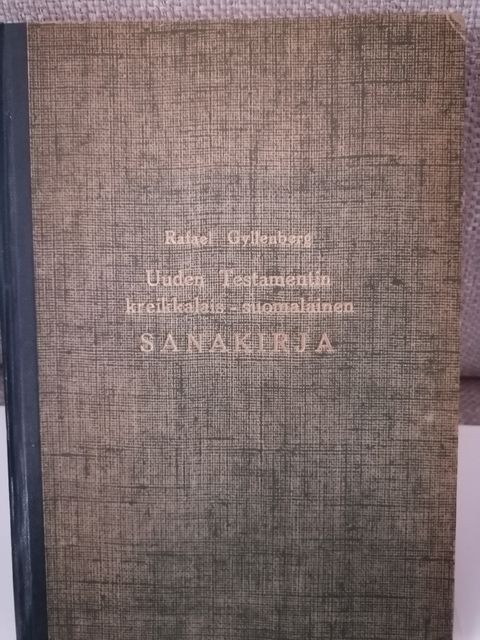 Rafael Gyllenberg
Uuden Testamentin
kreikkalais-suomalainen
SANAKIRJA